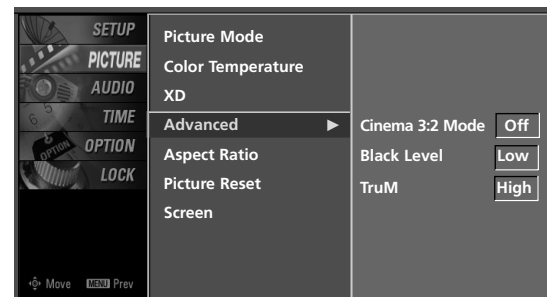 SETUP
PICTURE
AUDIO
TIME
OPTION
LOCK
Move MENU Prev
Picture Mode
Color Temperature
XD
Advanced ▶
Aspect Ratio
Picture Reset
Screen
Cinema 3:2 Mode Off
Black Level Low
TruM High